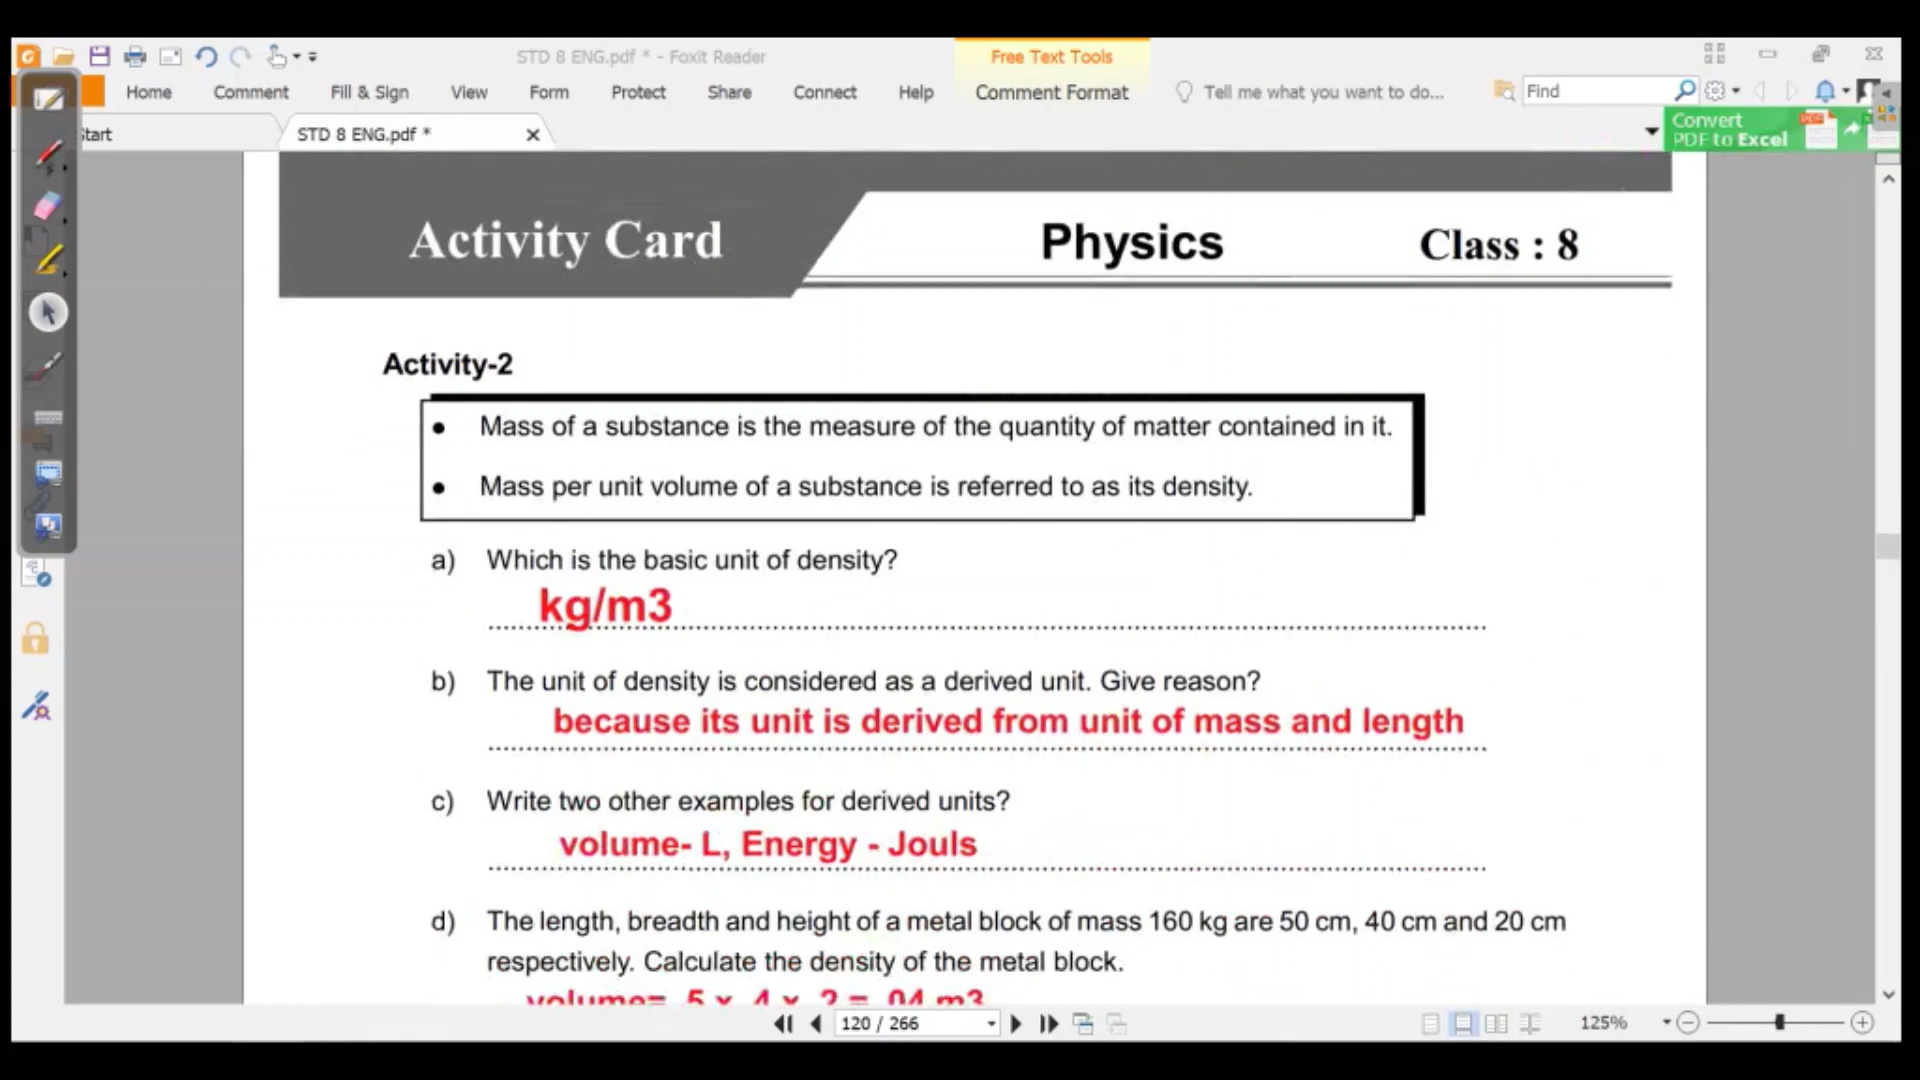 STD 8 ENG.pdf * - Foxit Reader
Free Text Tools
Home Comment Fill & Sign View Form Protect Share Connect Help Comment Format Tell me what you want to do... Find
Start STD 8 ENG.pdf *
Convert
PDF to Excel
Activity Card Physics Class : 8
Activity-2
• Mass of a substance is the measure of the quantity of matter contained in it.
• Mass per unit volume of a substance is referred to as its density.
a) Which is the basic unit of density?
kg/m3
b) The unit of density is considered as a derived unit. Give reason?
because its unit is derived from unit of mass and length
c) Write two other examples for derived units?
volume- L, Energy - Jouls
d) The length, breadth and height of a metal block of mass 160 kg are 50 cm, 40 cm and 20 cm
respectively. Calculate the density of the metal block.
volume= .5 x .4 x .2 = .04 m3
120 / 266
125%